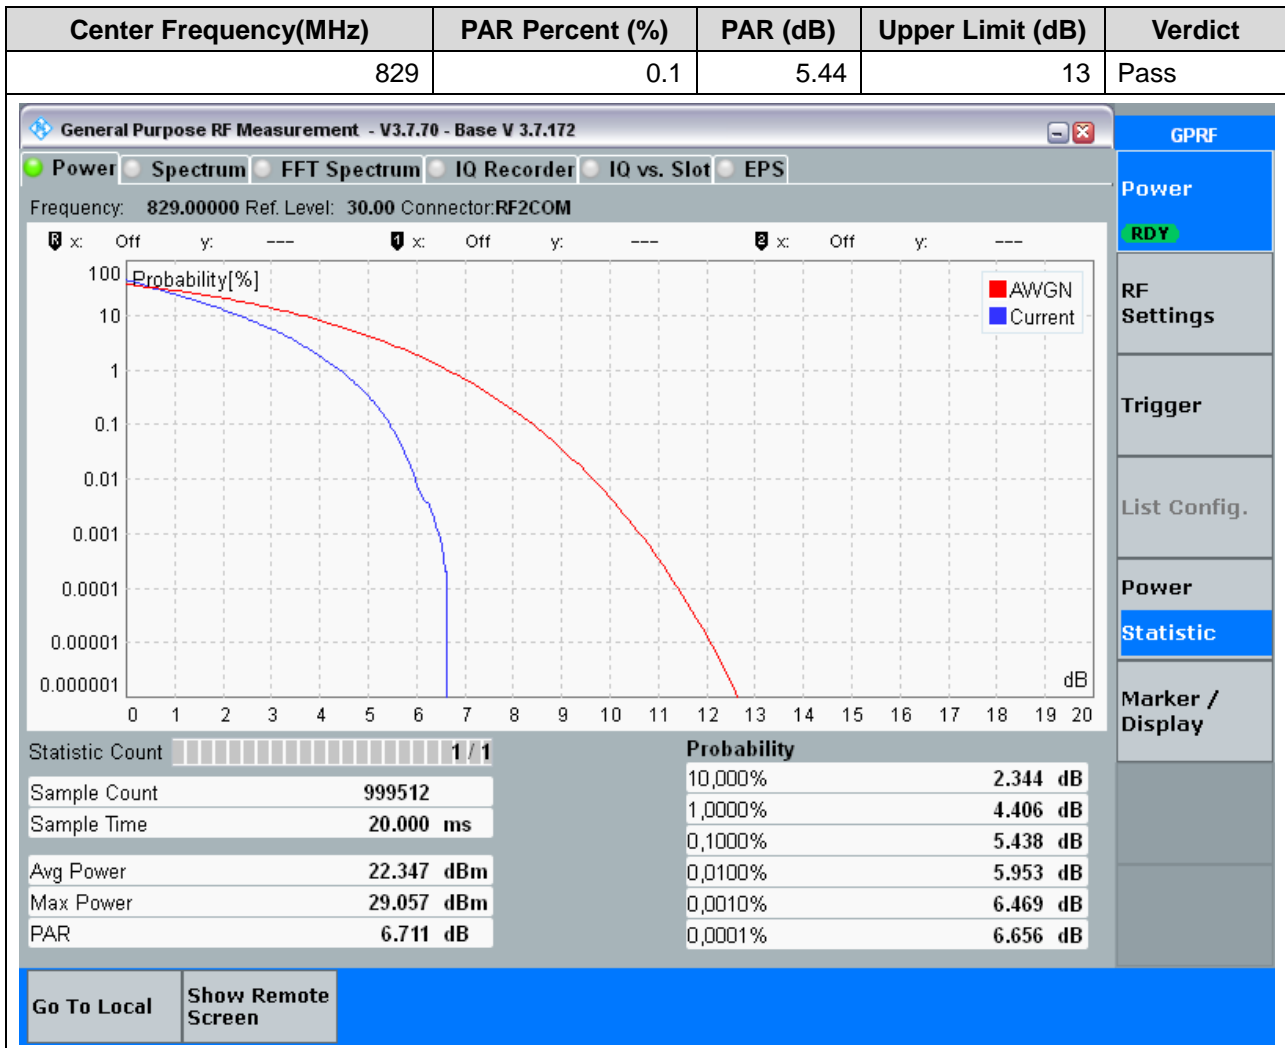 Center Frequency(MHz) PAR Percent (%) PAR (dB) Upper Limit (dB) Verdict
829 0.1 5.44 13 Pass
General Purpose RF Measurement - V3.7.70 - Base V 3.7.172
GPRF
Power Spectrum FFT Spectrum IQ Recorder IQ vs. Slot EPS
Frequency: 829.00000 Ref. Level: 30.00 Connector:RF2COM
R x: Off y: --- 1 x: Off y: --- 2 x: Off y: ---
Probability[%]
100
10
1
0.1
0.01
0.001
0.0001
0.00001
0.000001
AWGN
Current
dB
0 1 2 3 4 5 6 7 8 9 10 11 12 13 14 15 16 17 18 19 20
Statistic Count 1 / 1
Sample Count 999512
Sample Time 20.000 ms
Avg Power 22.347 dBm
Max Power 29.057 dBm
PAR 6.711 dB
Probability
10,000% 2.344 dB
1,0000% 4.406 dB
0,1000% 5.438 dB
0,0100% 5.953 dB
0,0010% 6.469 dB
0,0001% 6.656 dB
Power
RDY
RF
Settings
Trigger
List Config.
Power
Statistic
Marker /
Display
Go To Local
Show Remote
Screen